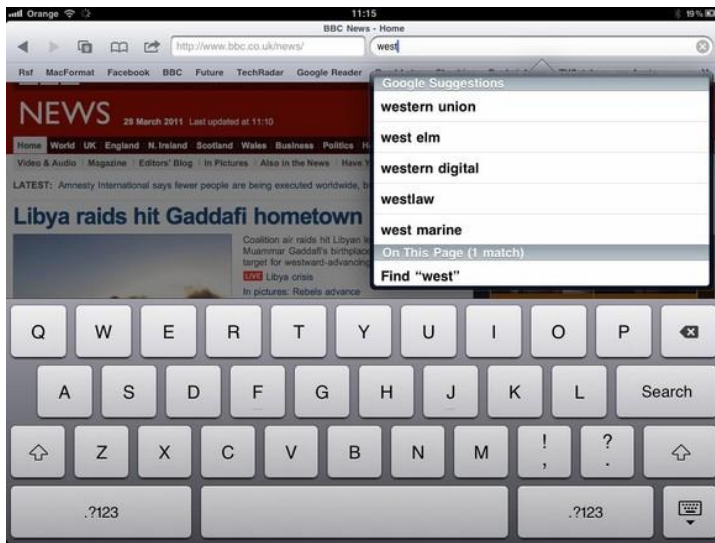 Orange 11:15 19%
BBC News - Home
http://www.bbc.co.uk/news/ west
Rsf MacFormat Facebook BBC Future TechRadar Google Reader
Google Suggestions
western union
west elm
western digital
westlaw
west marine
On This Page (1 match)
Find “west”
NEWS 28 March 2011 Last updated at 11:10
Home World UK England N. Ireland Scotland Wales Business Politics
Video & Audio Magazine Editors' Blog In Pictures Also in the News Have
LATEST: Amnesty International says fewer people are being executed worldwide,
Libya raids hit Gaddafi hometown
Coalition air raids hit Libyan
Muammar Gaddafi's birthplace
target for westward-advancing
LIVE Libya crisis
In pictures: Rebels advance
Q W E R T Y U I O P
A S D F G H J K L Search
Z X C V B N M ! , ? .
.?123 .?123